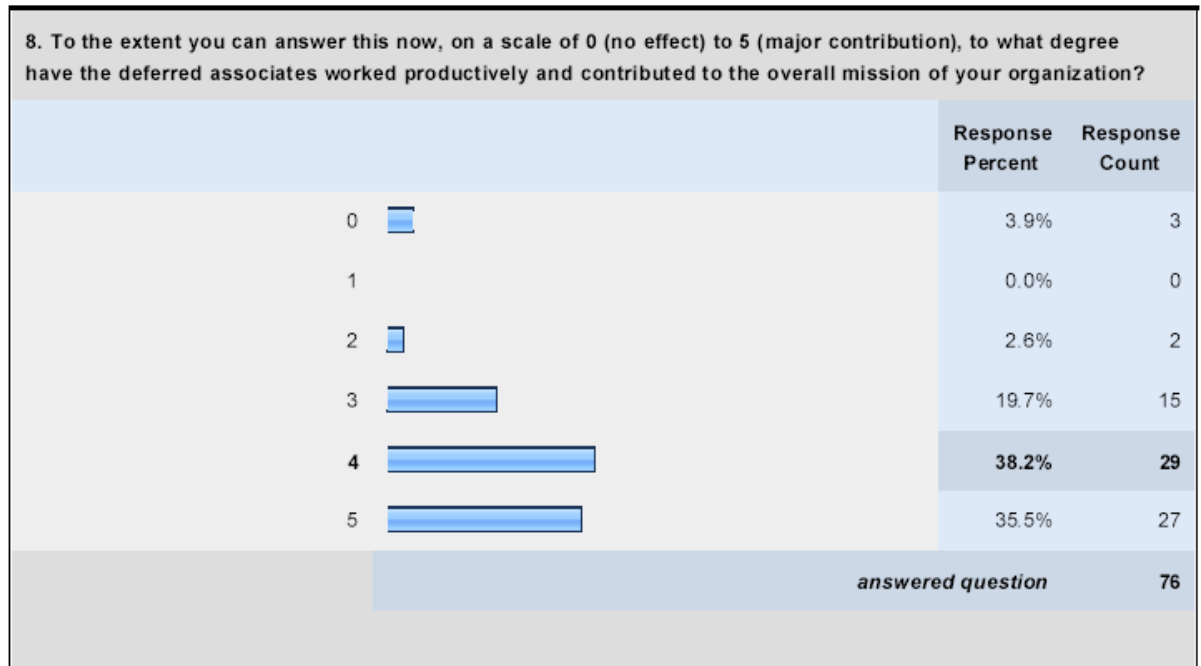 8. To the extent you can answer this now, on a scale of 0 (no effect) to 5 (major contribution), to what degree
have the deferred associates worked productively and contributed to the overall mission of your organization?
Response Response
Percent Count
0 3.9% 3
1 0.0% 0
2 2.6% 2
3 19.7% 15
4 38.2% 29
5 35.5% 27
answered question 76